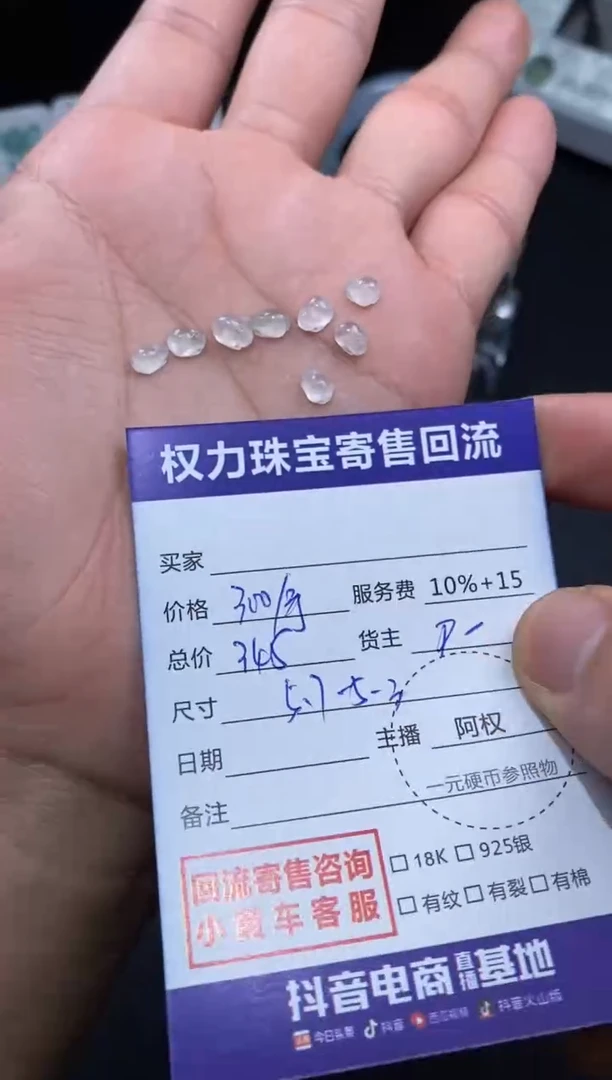 权力珠宝寄售回流
买家
价格 300/ 服务费 10%+15
总价 345 货主
尺寸 5.7-5-3
日期 主播 阿权
一元硬币参照物
备注
回流寄售咨询
小黄车客服
□ 18K □ 925银
□ 有纹 □ 有裂 □ 有棉
抖音电商直播基地
今日头条 抖音 西瓜视频 抖音火山版